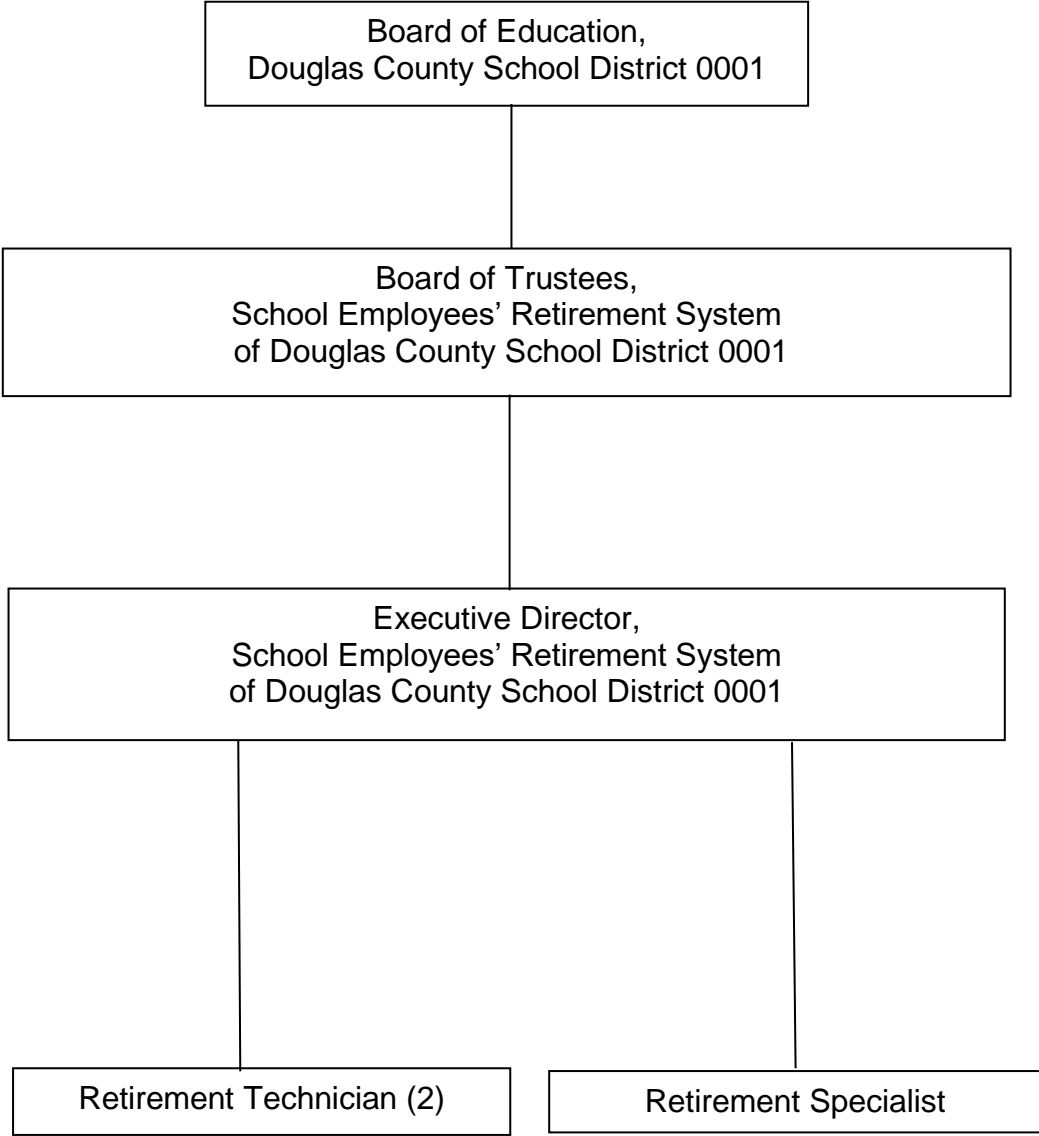 Board of Education,
Douglas County School District 0001
Board of Trustees,
School Employees’ Retirement System
of Douglas County School District 0001
Executive Director,
School Employees’ Retirement System
of Douglas County School District 0001
Retirement Technician (2)
Retirement Specialist